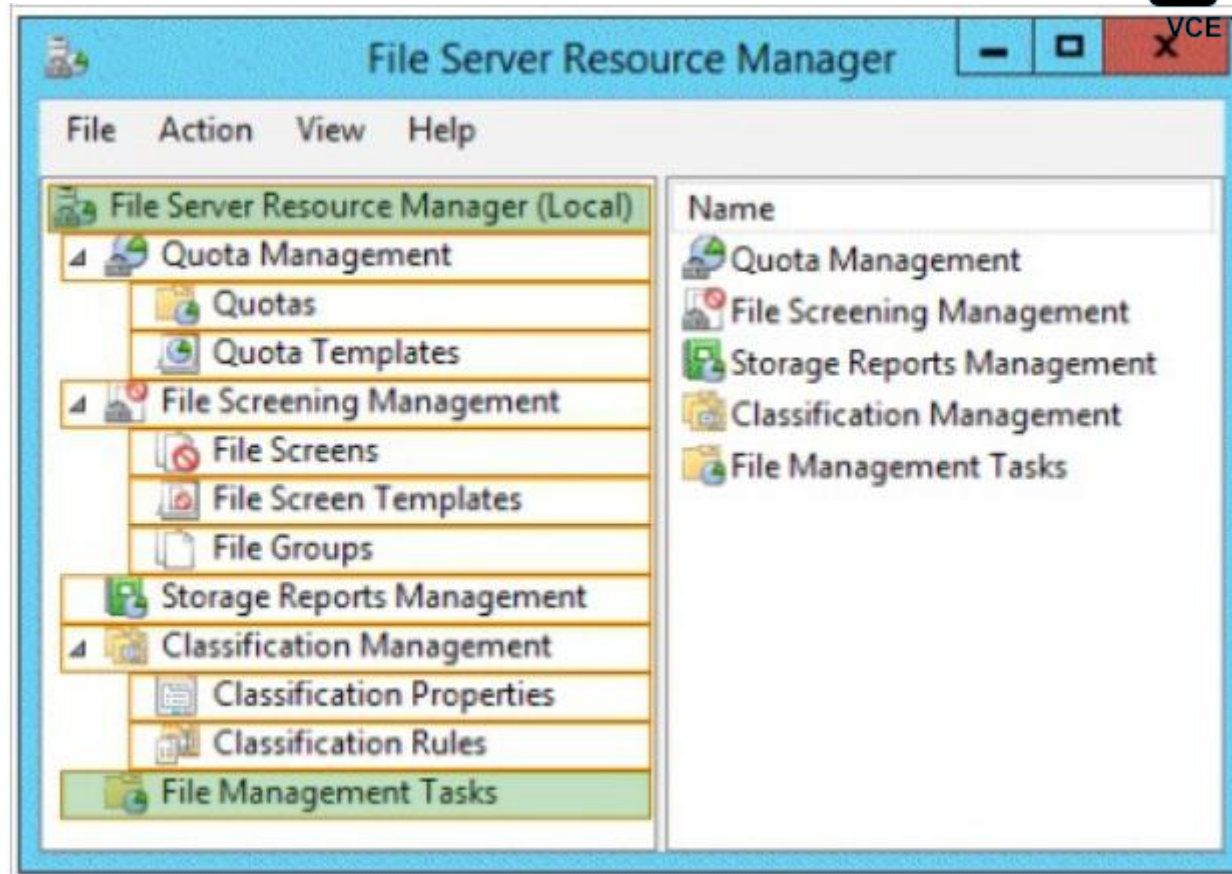 VCE
File Server Resource Manager
File Action View Help
File Server Resource Manager (Local)
Quota Management
Quotas
Quota Templates
File Screening Management
File Screens
File Screen Templates
File Groups
Storage Reports Management
Classification Management
Classification Properties
Classification Rules
File Management Tasks
Name
Quota Management
File Screening Management
Storage Reports Management
Classification Management
File Management Tasks